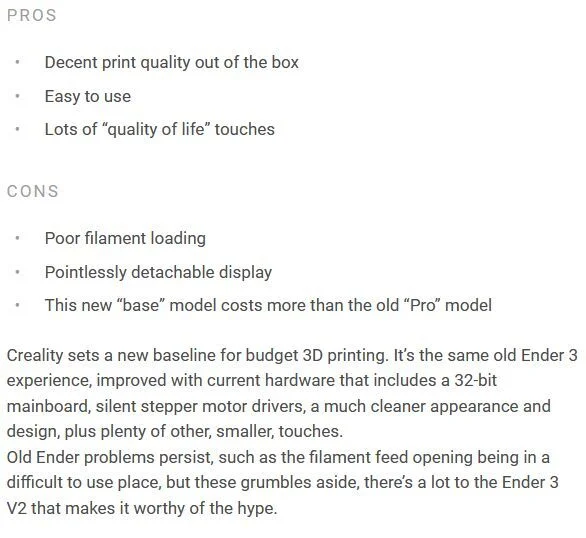 PROS
• Decent print quality out of the box
• Easy to use
• Lots of “quality of life” touches
CONS
• Poor filament loading
• Pointlessly detachable display
• This new “base” model costs more than the old “Pro” model
Creality sets a new baseline for budget 3D printing. It’s the same old Ender 3
experience, improved with current hardware that includes a 32-bit
mainboard, silent stepper motor drivers, a much cleaner appearance and
design, plus plenty of other, smaller, touches.
Old Ender problems persist, such as the filament feed opening being in a
difficult to use place, but these grumbles aside, there’s a lot to the Ender 3
V2 that makes it worthy of the hype.